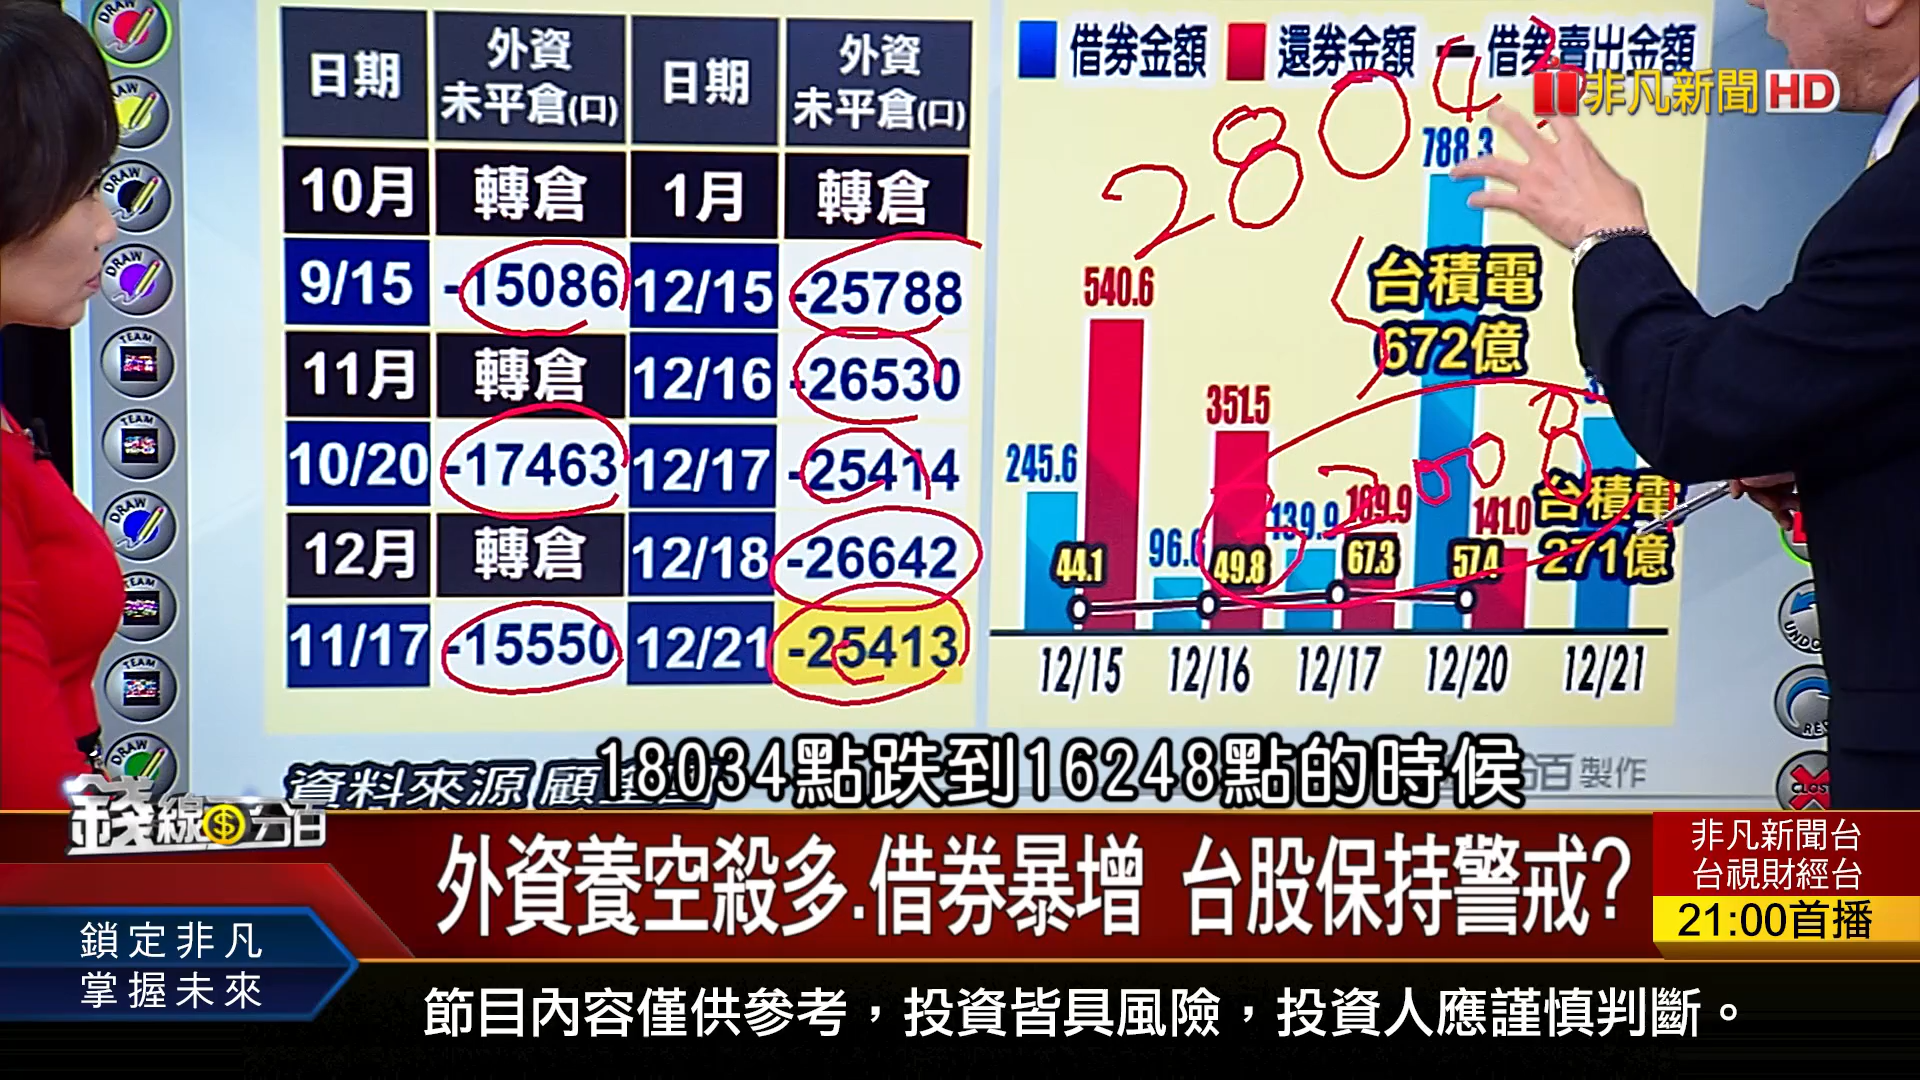 日期 外資未平倉(口) 日期 外資未平倉(口)
10月 轉倉 1月 轉倉
9/15 -15086 12/15 -25788
11月 轉倉 12/16 -26530
10/20 -17463 12/17 -25414
12月 轉倉 12/18 -26642
11/17 -15550 12/21 -25413
借券金額 還券金額 借券賣出金額
非凡新聞 HD
2804
788.3
540.6
台積電
672億
351.5
245.6
139.9
141.0
台積電
271億
44.1 49.8 67.3 57.4
12/15 12/16 12/17 12/20 12/21
DRAW
DRAW
DRAW
DRAW
TEAM
TEAM
DRAW
TEAM
TEAM
DRAW
資料來源
製作
18034點跌到16248點的時候
錢線百分百
外資養空殺多.借券暴增 台股保持警戒?
非凡新聞台
台視財經台
21:00首播
鎖定非凡
掌握未來
節目內容僅供參考，投資皆具風險，投資人應謹慎判斷。